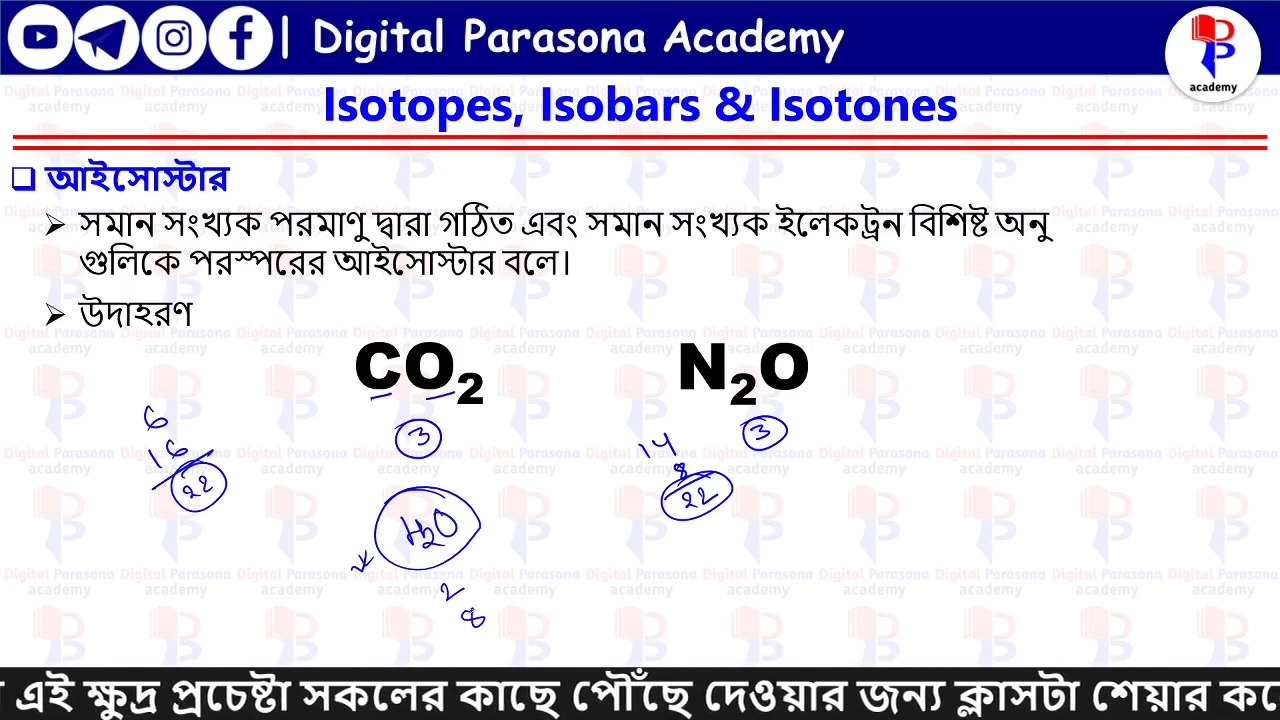 | Digital Parasona Academy
academy
Isotopes, Isobars & Isotones
আইসোস্টার
সমান সংখ্যক পরমাণু দ্বারা গঠিত এবং সমান সংখ্যক ইলেকট্রন বিশিষ্ট অনু
গুলিকে পরস্পরের আইসোস্টার বলে।
উদাহরণ
CO₂ N₂O
6
16
22
3
14
8
22
3
H2O
2
8
এই ক্ষুদ্র প্রচেষ্টা সকলের কাছে পৌঁছে দেওয়ার জন্য ক্লাসটা শেয়ার